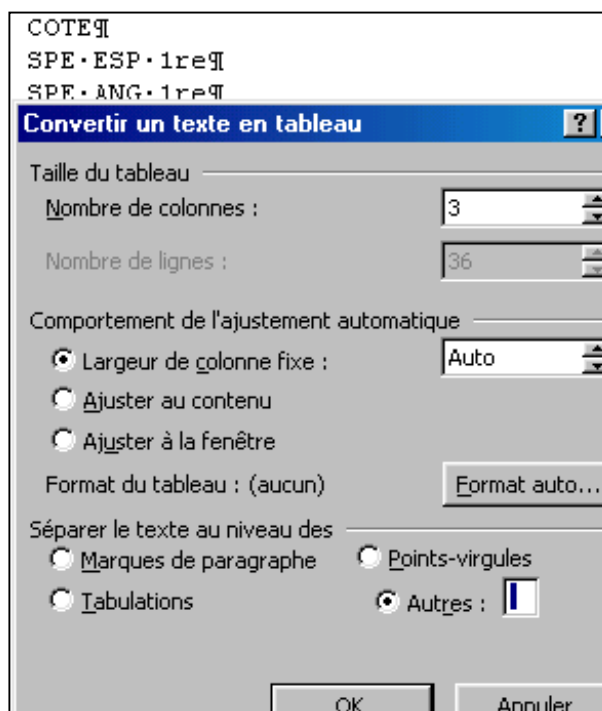 COTE¶
SPE·ESP·1re¶
SPE·ANG·1re¶
Convertir un texte en tableau ?
Taille du tableau
Nombre de colonnes : 3
Nombre de lignes : 36
Comportement de l'ajustement automatique
Largeur de colonne fixe : Auto
Ajuster au contenu
Ajuster à la fenêtre
Format du tableau : (aucun) Format auto...
Séparer le texte au niveau des
Marques de paragraphe Points-virgules
Tabulations Autres :
OK Annuler